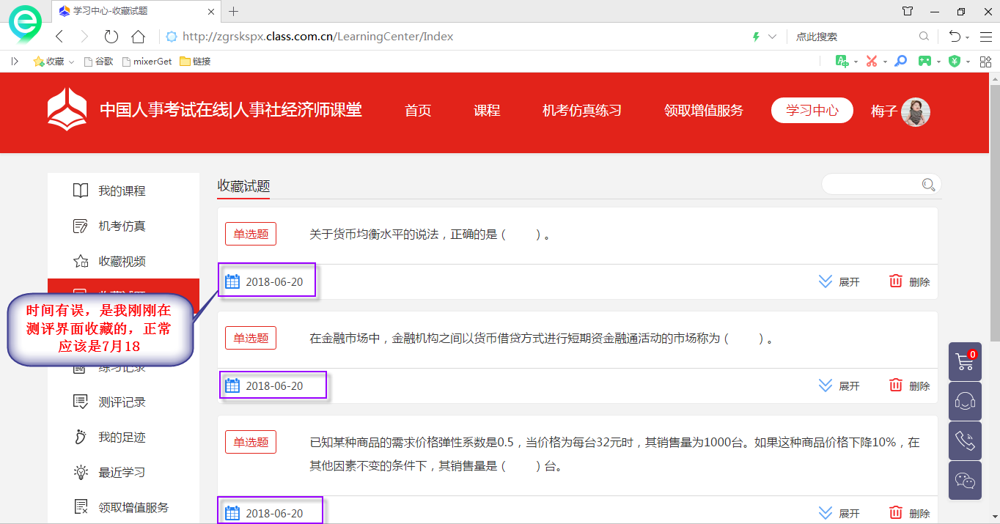 学习中心-收藏试题
http://zgrskspx.class.com.cn/LearningCenter/Index
点此搜索
收藏
谷歌
mixerGet
链接
中国人事考试在线|人事社经济师课堂
首页
课程
机考仿真练习
领取增值服务
学习中心
梅子
我的课程
机考仿真
收藏视频
时间有误，是我刚刚在
测评界面收藏的，正常
应该是7月18
练习记录
测评记录
我的足迹
最近学习
领取增值服务
收藏试题
单选题
关于货币均衡水平的说法，正确的是（ ）。
2018-06-20
展开
删除
单选题
在金融市场中，金融机构之间以货币借贷方式进行短期资金融通活动的市场称为（ ）。
2018-06-20
展开
删除
单选题
已知某种商品的需求价格弹性系数是0.5，当价格为每台32元时，其销售量为1000台。如果这种商品价格下降10%，在
其他因素不变的条件下，其销售量是（ ）台。
2018-06-20
展开
删除
0